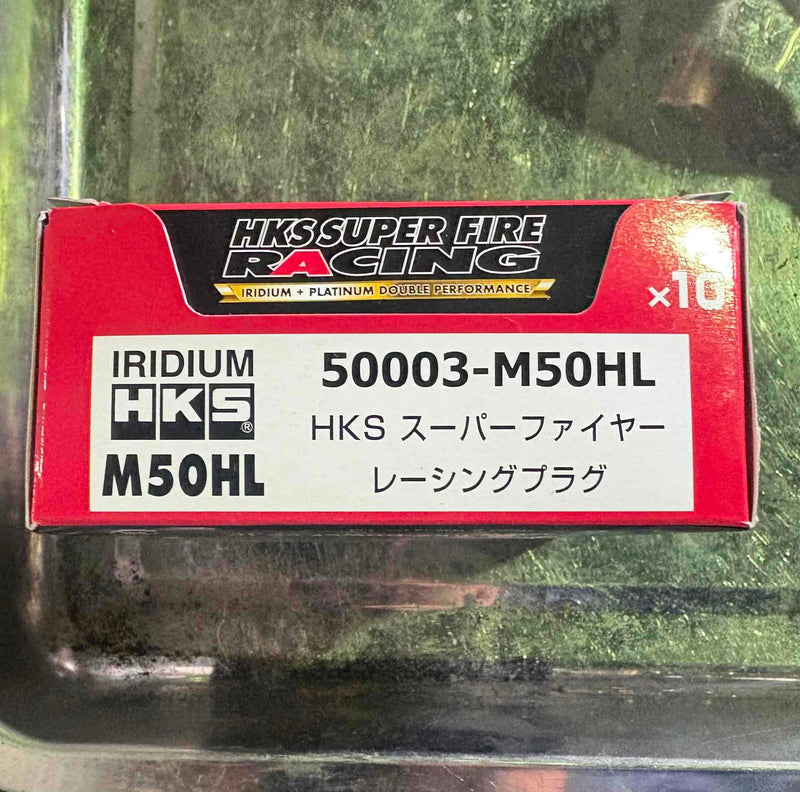 HKS SUPER FIRE
RACING
IRIDIUM + PLATINUM DOUBLE PERFORMANCE
×10
IRIDIUM
HKS®
M50HL
50003-M50HL
HKS スーパーファイヤー
レーシングプラグ